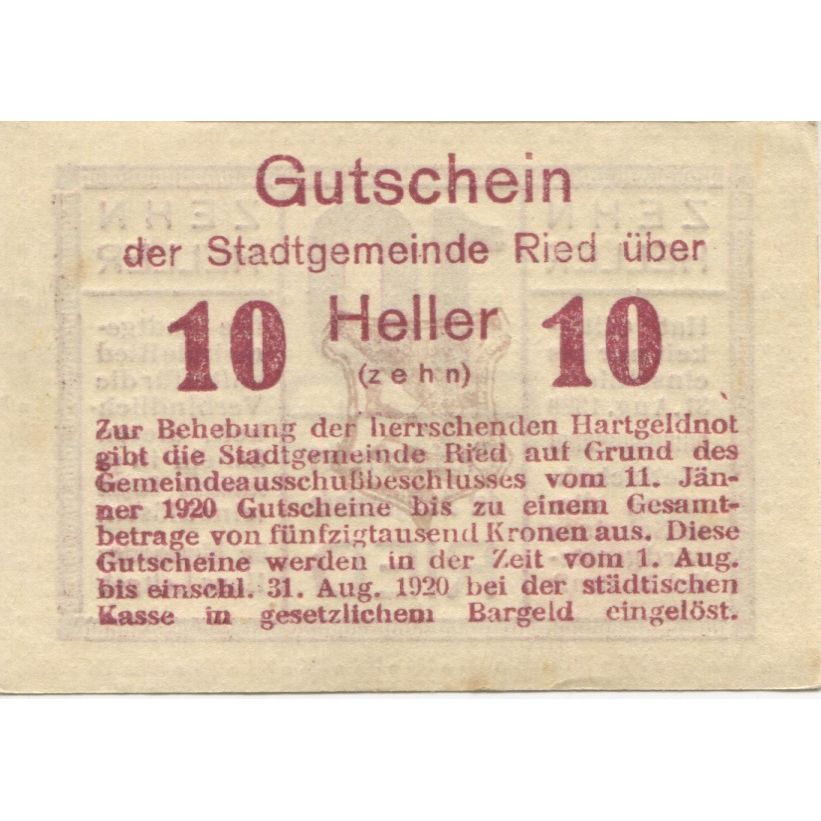 Gutschein
der Stadtgemeinde Ried über
10 Heller 10
(zehn)
Zur Behebung der herrschenden Hartgeldnot
gibt die Stadtgemeinde Ried auf Grund des
Gemeindeausschußbeschlusses vom 11. Jän-
ner 1920 Gutscheine bis zu einem Gesamt-
betrage von fünfzigtausend Kronen aus. Diese
Gutscheine werden in der Zeit vom 1. Aug.
bis einschl. 31. Aug. 1920 bei der städtischen
Kasse in gesetzlichem Bargeld eingelöst.